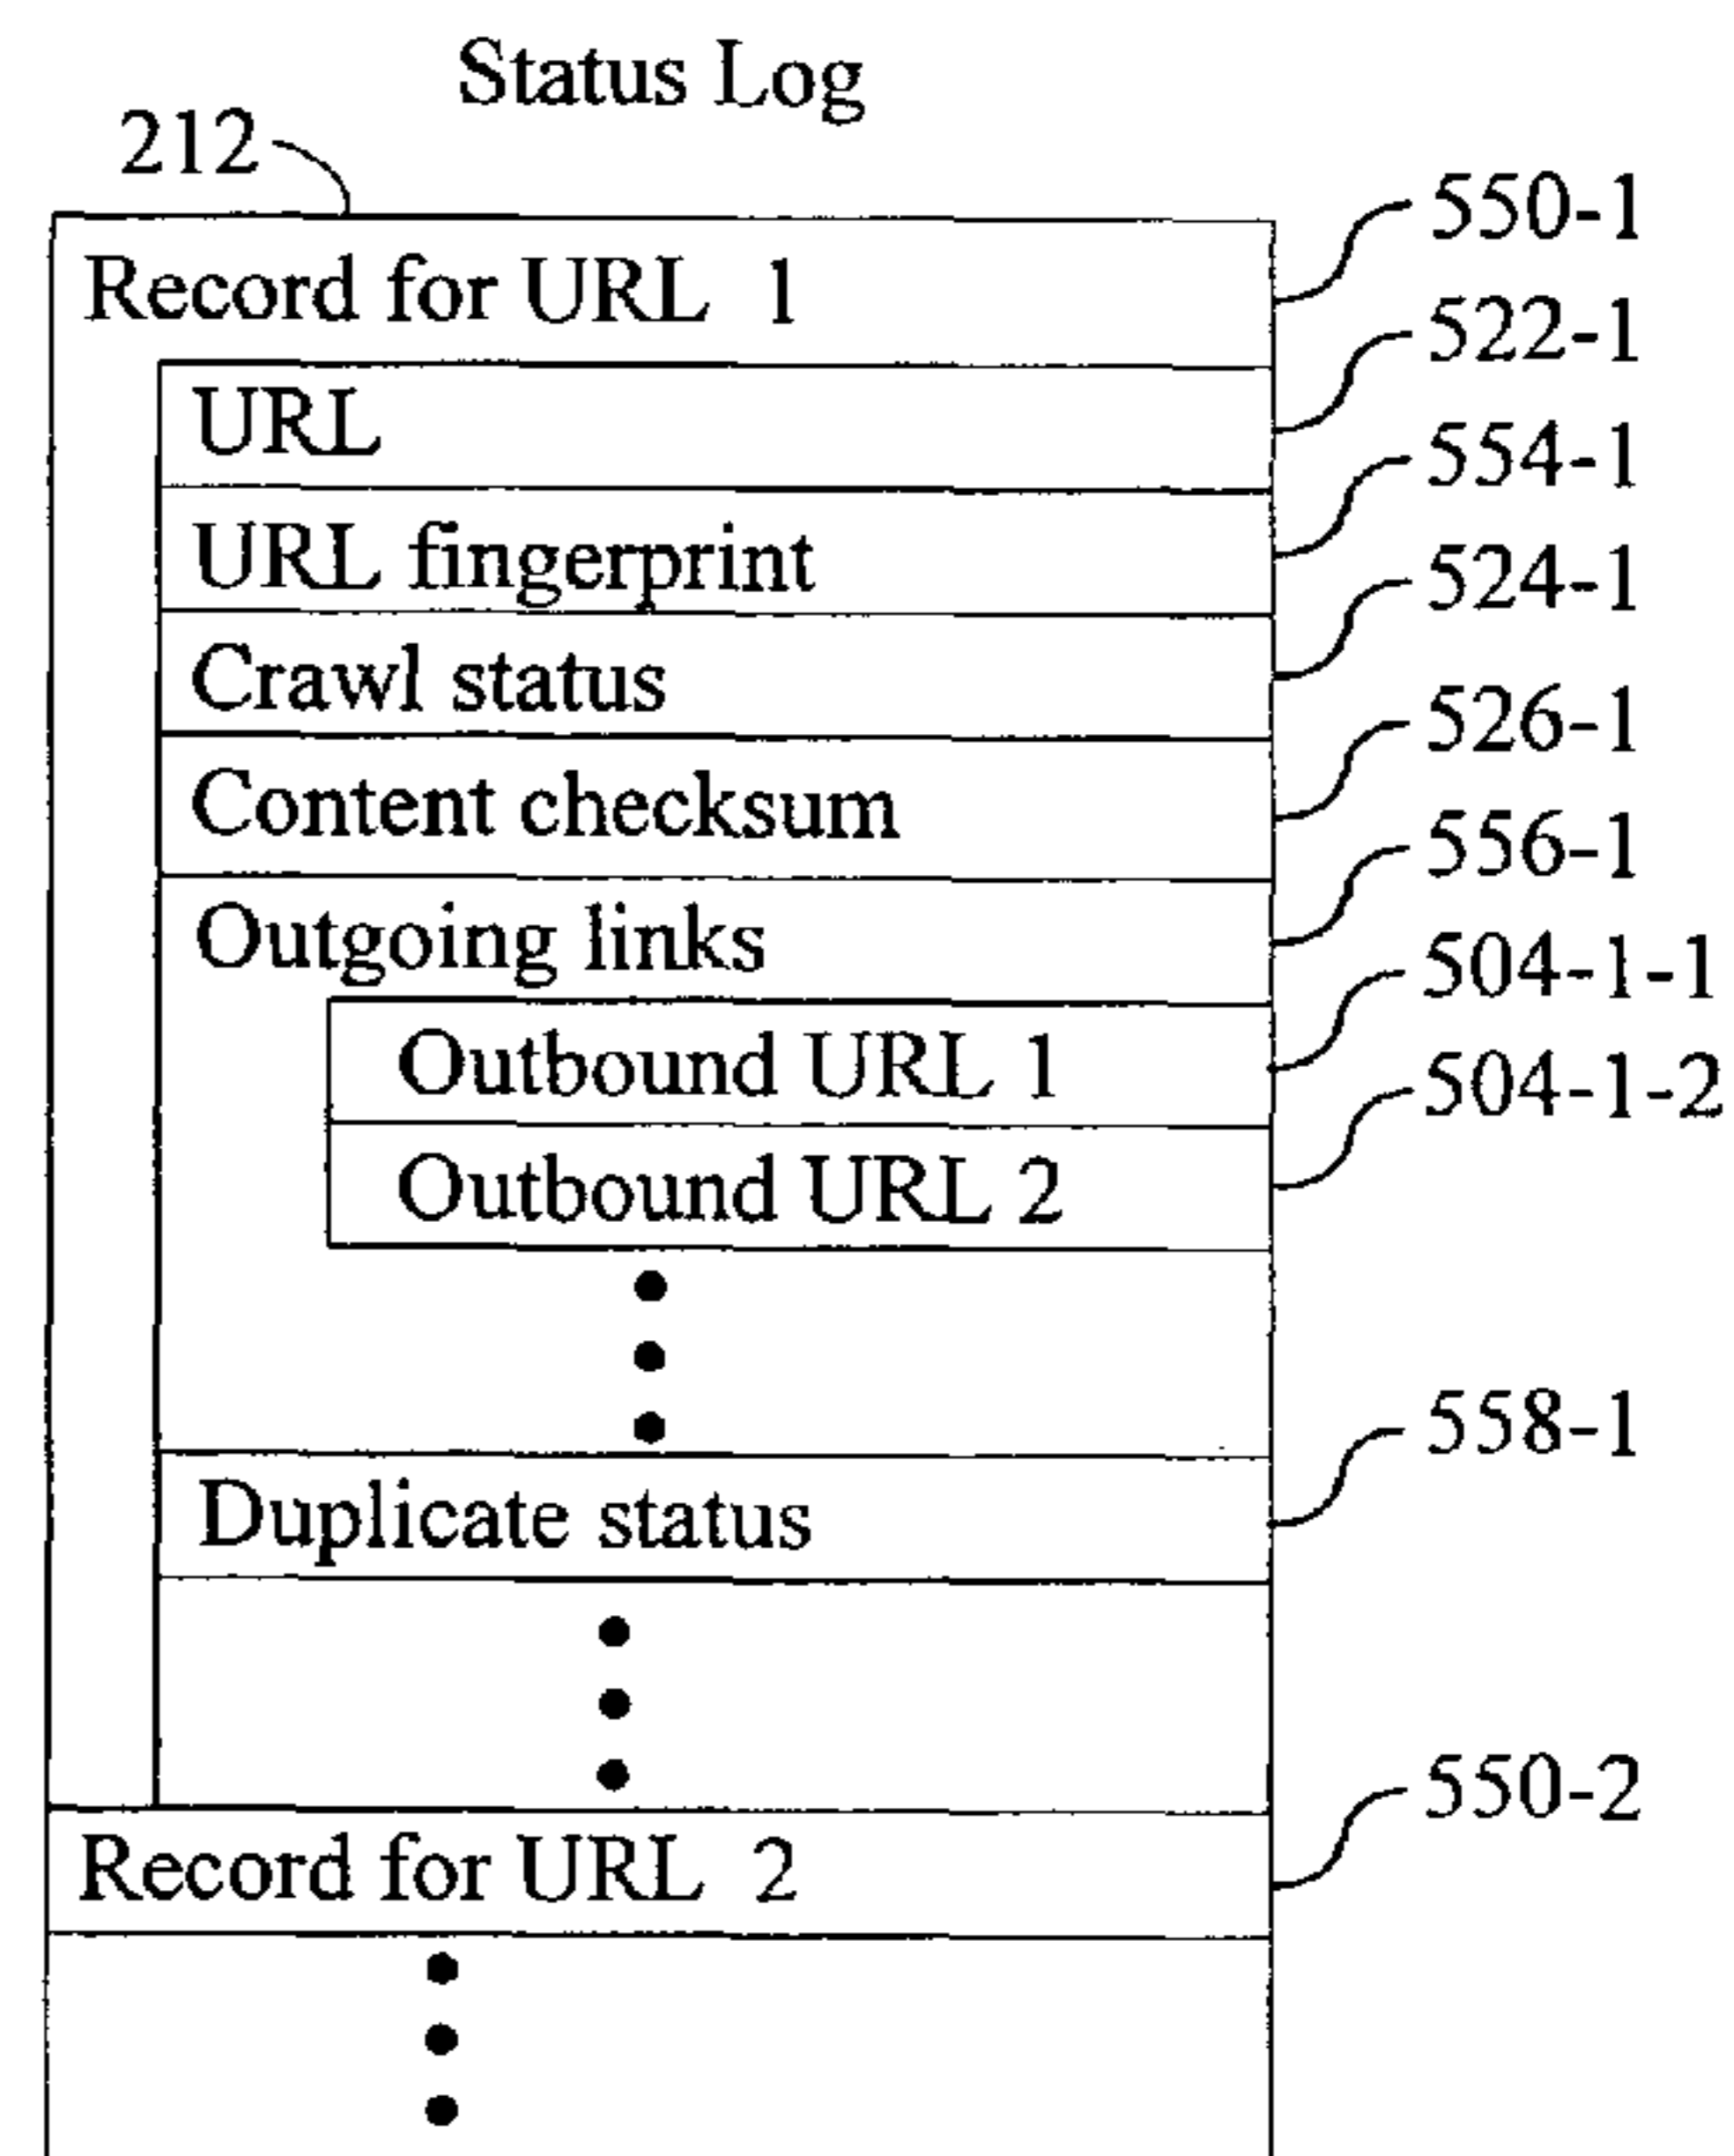 Status Log
212
550-1
Record for URL 1
522-1
URL
554-1
URL fingerprint
524-1
Crawl status
526-1
Content checksum
556-1
Outgoing links
504-1-1
Outbound URL 1
504-1-2
Outbound URL 2
558-1
Duplicate status
550-2
Record for URL 2